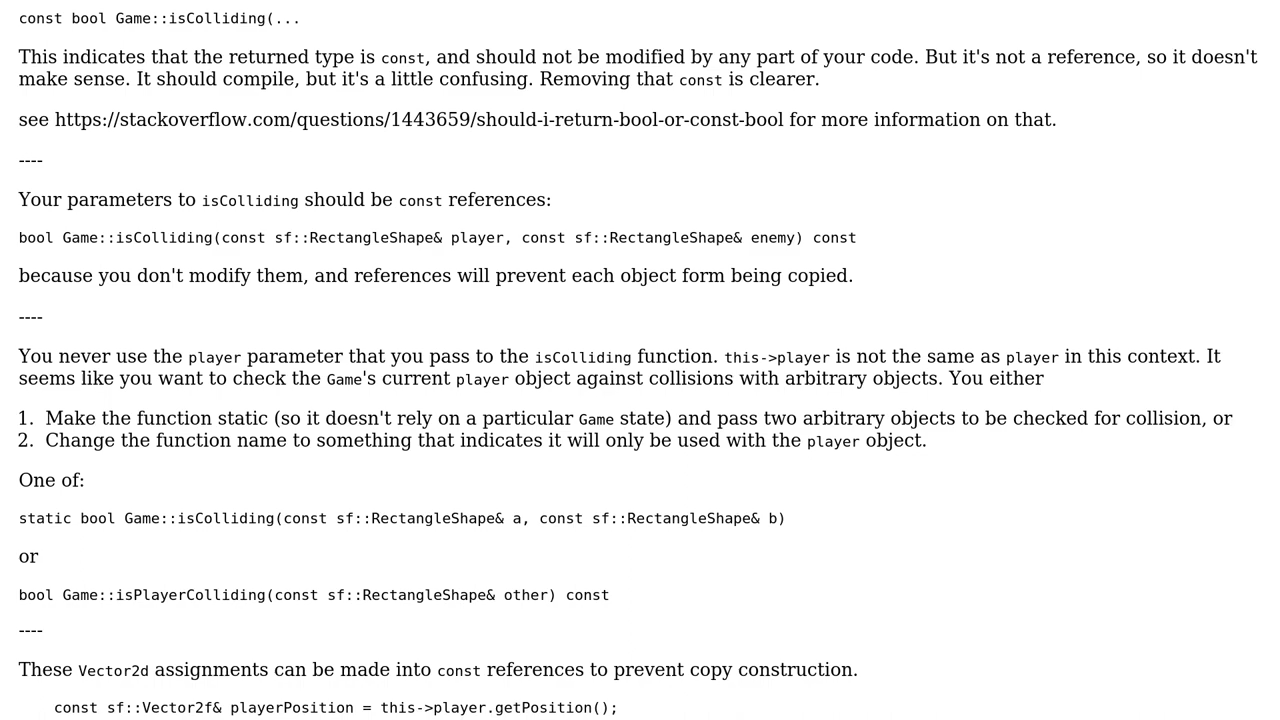 const bool Game::isColliding(...
This indicates that the returned type is const, and should not be modified by any part of your code. But it's not a reference, so it doesn't
make sense. It should compile, but it's a little confusing. Removing that const is clearer.
see https://stackoverflow.com/questions/1443659/should-i-return-bool-or-const-bool for more information on that.
----
Your parameters to isColliding should be const references:
bool Game::isColliding(const sf::RectangleShape& player, const sf::RectangleShape& enemy) const
because you don't modify them, and references will prevent each object form being copied.
----
You never use the player parameter that you pass to the isColliding function. this->player is not the same as player in this context. It
seems like you want to check the Game's current player object against collisions with arbitrary objects. You either
1. Make the function static (so it doesn't rely on a particular Game state) and pass two arbitrary objects to be checked for collision, or
2. Change the function name to something that indicates it will only be used with the player object.
One of:
static bool Game::isColliding(const sf::RectangleShape& a, const sf::RectangleShape& b)
or
bool Game::isPlayerColliding(const sf::RectangleShape& other) const
----
These Vector2d assignments can be made into const references to prevent copy construction.
const sf::Vector2f& playerPosition = this->player.getPosition();